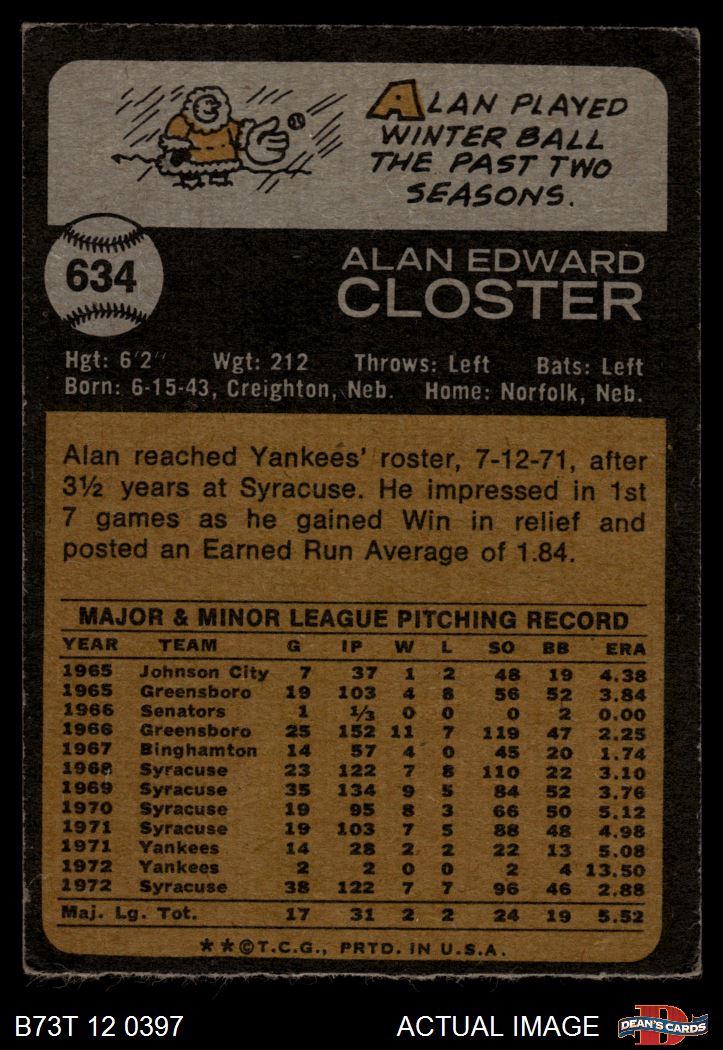 ALAN PLAYED
WINTER BALL
THE PAST TWO
SEASONS.
634
ALAN EDWARD
CLOSTER
Hgt: 6'2" Wgt: 212 Throws: Left Bats: Left
Born: 6-15-43, Creighton, Neb. Home: Norfolk, Neb.
Alan reached Yankees' roster, 7-12-71, after
3½ years at Syracuse. He impressed in 1st
7 games as he gained Win in relief and
posted an Earned Run Average of 1.84.
MAJOR & MINOR LEAGUE PITCHING RECORD
YEAR TEAM G IP W L SO BB ERA
1965 Johnson City 7 37 1 2 48 19 4.38
1965 Greensboro 19 103 4 8 56 52 3.84
1966 Senators 1 1/3 0 0 0 2 0.00
1966 Greensboro 25 152 11 7 119 47 2.25
1967 Binghamton 14 57 4 0 45 20 1.74
1968 Syracuse 23 122 7 8 110 22 3.10
1969 Syracuse 35 134 9 5 84 52 3.76
1970 Syracuse 19 95 8 3 66 50 5.12
1971 Syracuse 19 103 7 5 88 48 4.98
1971 Yankees 14 28 2 2 22 13 5.08
1972 Yankees 2 2 0 0 2 4 13.50
1972 Syracuse 38 122 7 7 96 46 2.88
Maj. Lg. Tot. 17 31 2 2 24 19 5.52
**©T.C.G., PRTD. IN U.S.A.
B73T 12 0397 ACTUAL IMAGE DEAN'S CARDS